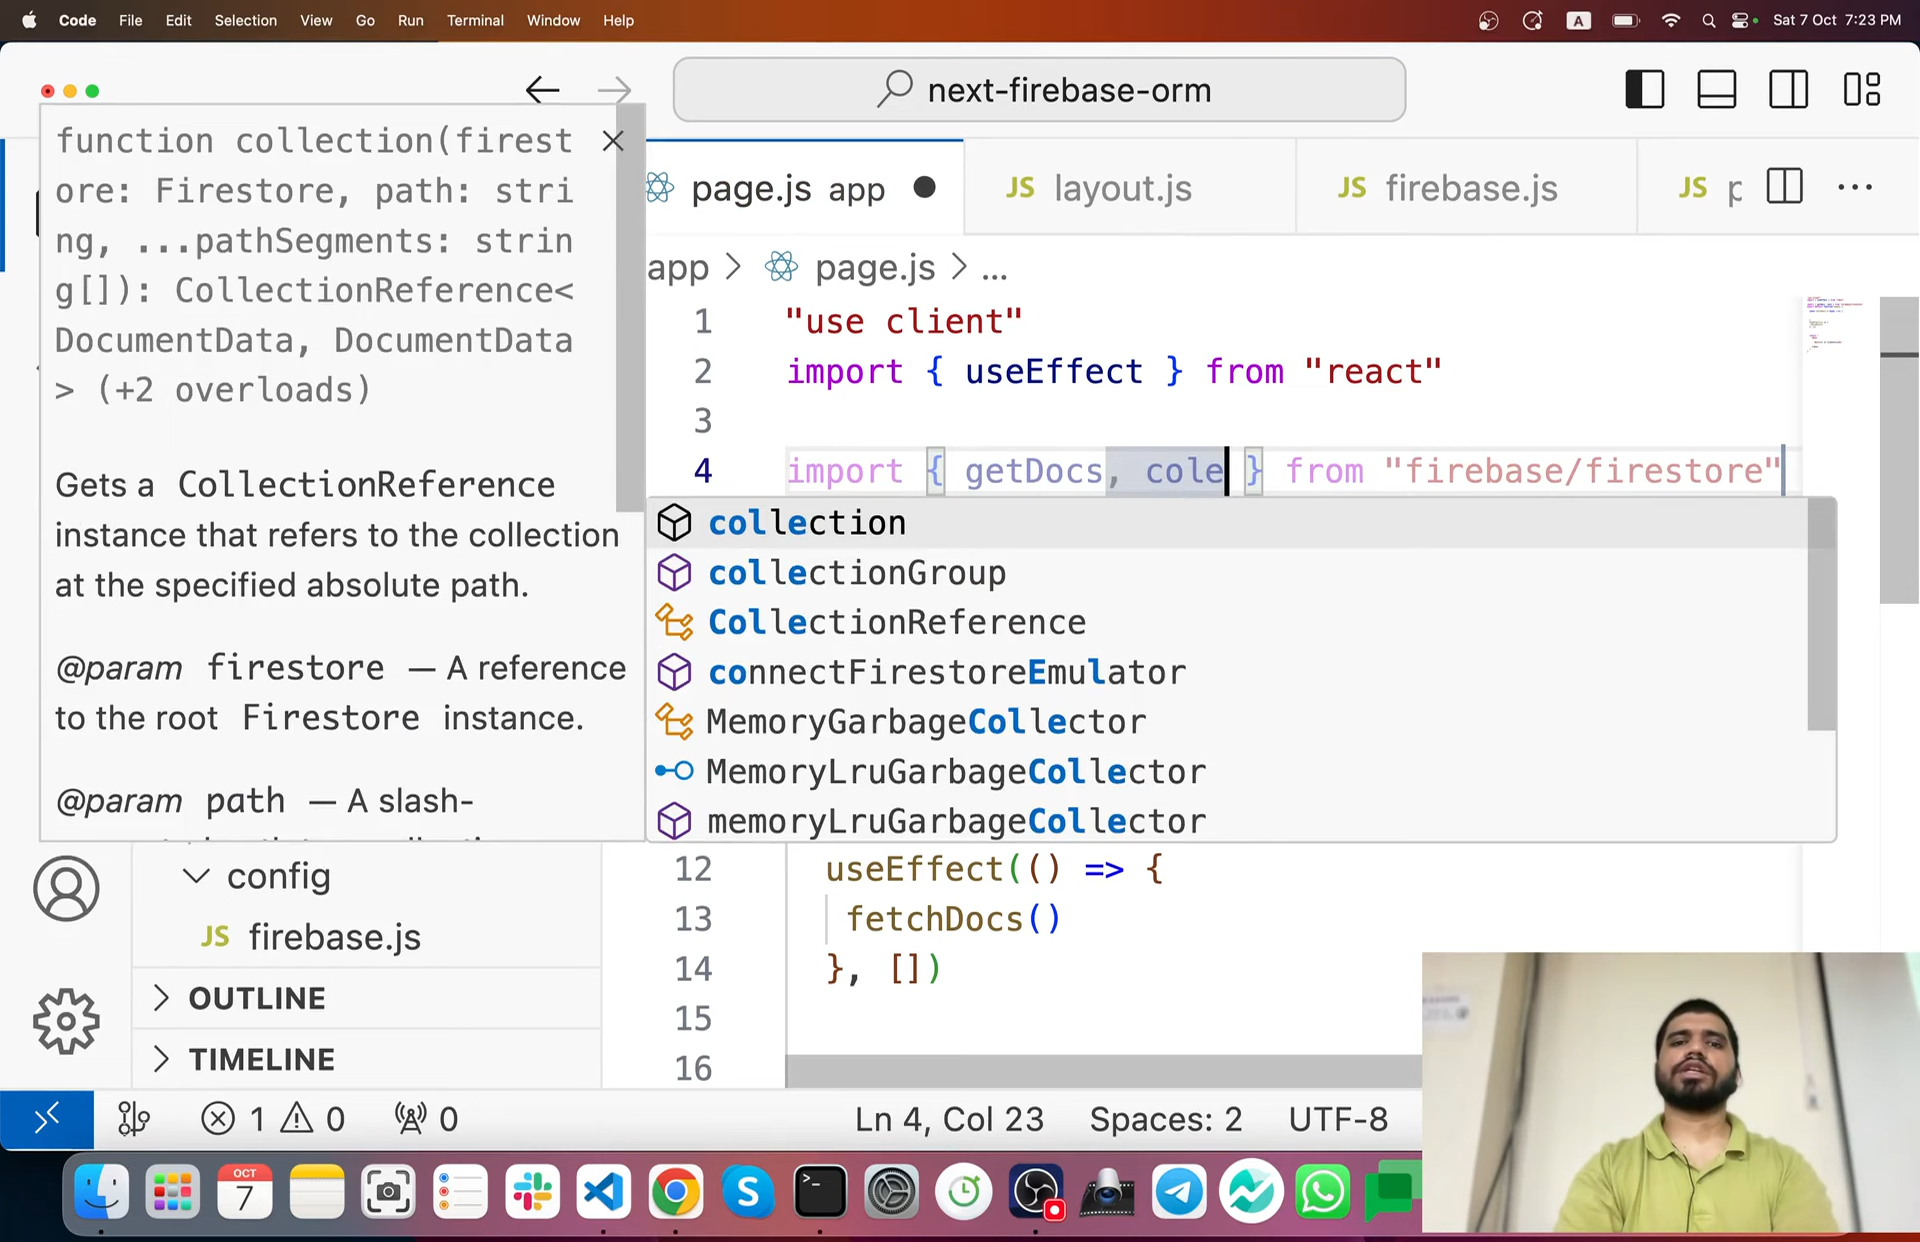 Code File Edit Selection View Go Run Terminal Window Help A Sat 7 Oct 7:23 PM
next-firebase-orm
function collection(firest
ore: Firestore, path: stri
ng, ...pathSegments: strin
g[]): CollectionReference<
DocumentData, DocumentData
> (+2 overloads)
Gets a CollectionReference
instance that refers to the collection
at the specified absolute path.
@param firestore — A reference
to the root Firestore instance.
@param path — A slash-
page.js app
JS layout.js
JS firebase.js
JS p
app > page.js > ...
1 "use client"
2 import { useEffect } from "react"
3
4 import { getDocs, cole } from "firebase/firestore"
collection
collectionGroup
CollectionReference
connectFirestoreEmulator
MemoryGarbageCollector
MemoryLruGarbageCollector
memoryLruGarbageCollector
12 useEffect(() => {
13 fetchDocs()
14 }, [])
15
16
config
JS firebase.js
OUTLINE
TIMELINE
1 0 0 Ln 4, Col 23 Spaces: 2 UTF-8
OCT
7
S